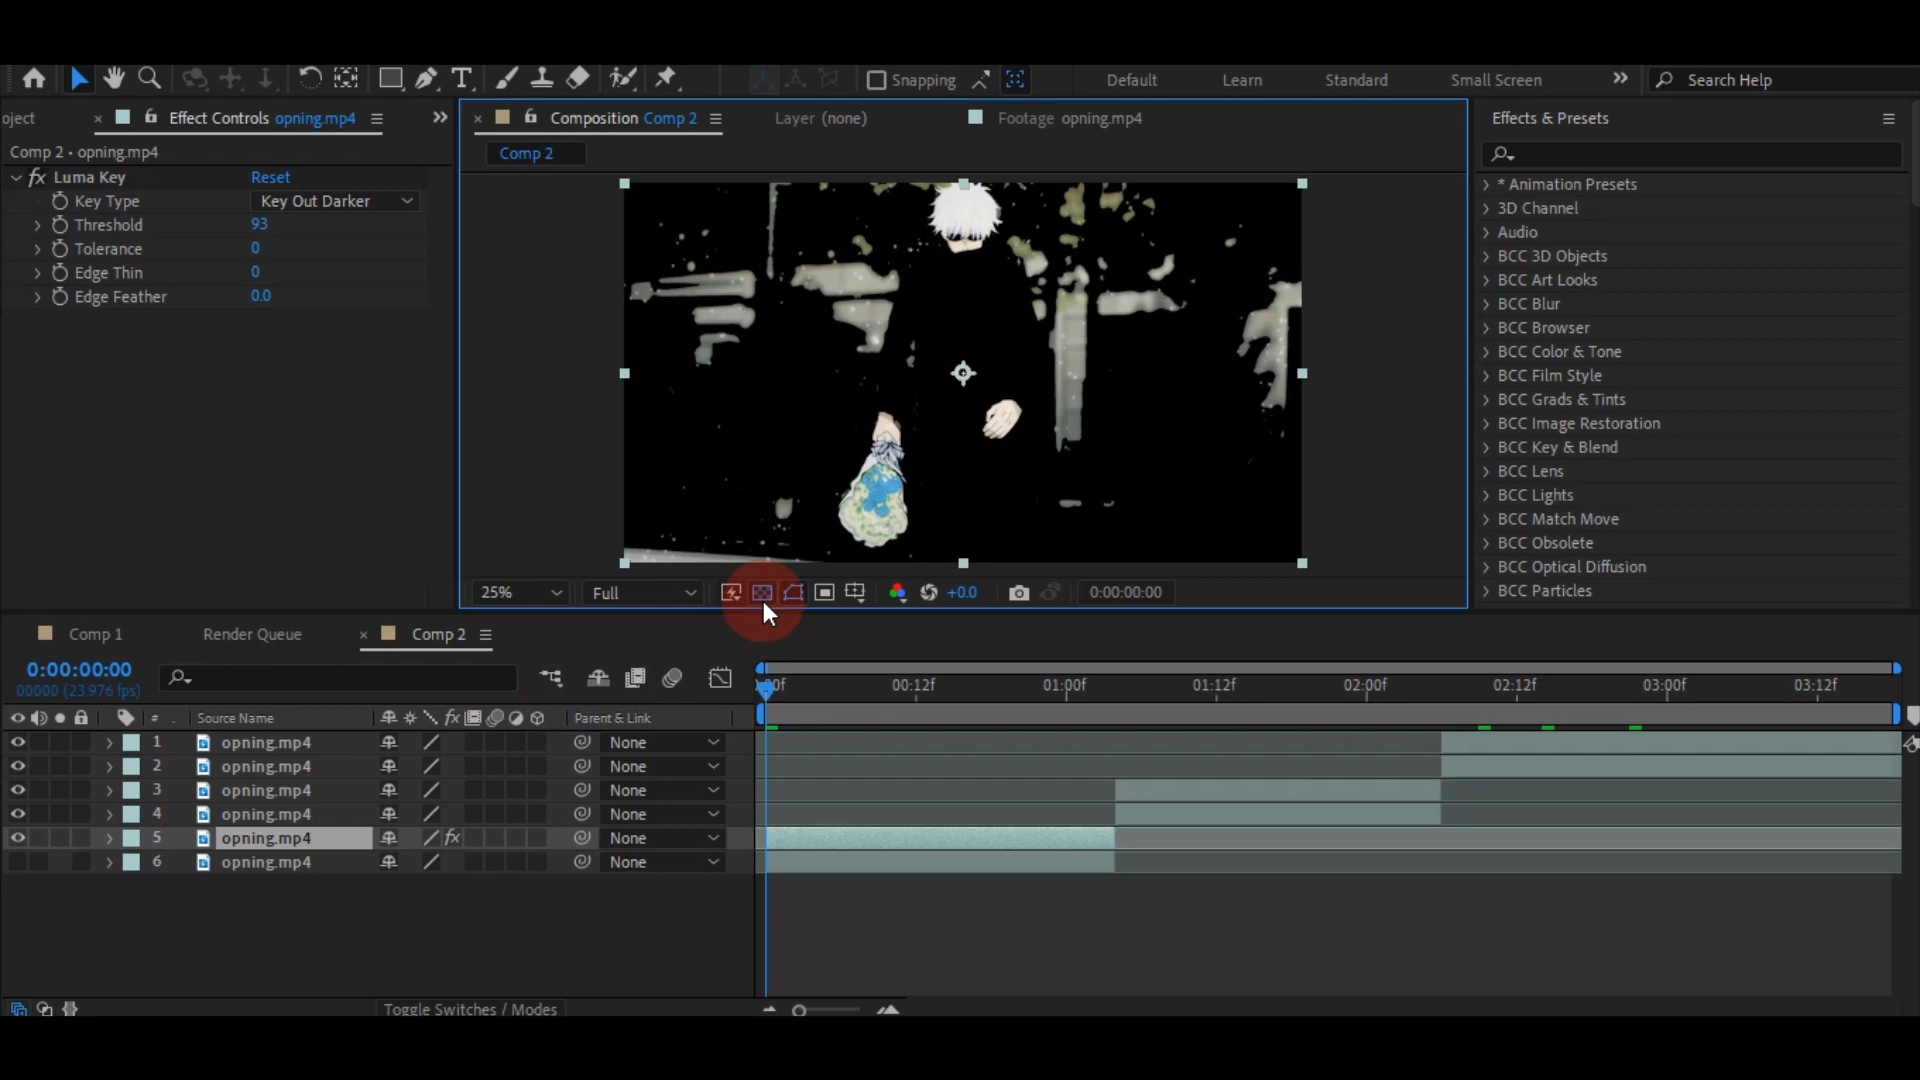 Snapping
Default
Learn
Standard
Small Screen
Search Help
oject
Effect Controls opning.mp4
Composition Comp 2
Layer (none)
Footage opning.mp4
Effects & Presets
Comp 2 • opning.mp4
Comp 2
fx Luma Key
Reset
Key Type
Key Out Darker
Threshold
93
Tolerance
0
Edge Thin
0
Edge Feather
0.0
* Animation Presets
3D Channel
Audio
BCC 3D Objects
BCC Art Looks
BCC Blur
BCC Browser
BCC Color & Tone
BCC Film Style
BCC Grads & Tints
BCC Image Restoration
BCC Key & Blend
BCC Lens
BCC Lights
BCC Match Move
BCC Obsolete
BCC Optical Diffusion
BCC Particles
25%
Full
+0.0
0:00:00:00
Comp 1
Render Queue
Comp 2
0:00:00:00
00000 (23.976 fps)
00:12f
01:00f
01:12f
02:00f
02:12f
03:00f
03:12f
# . Source Name
fx
Parent & Link
1 opning.mp4 None
2 opning.mp4 None
3 opning.mp4 None
4 opning.mp4 None
5 opning.mp4 fx None
6 opning.mp4 None
Toggle Switches / Modes